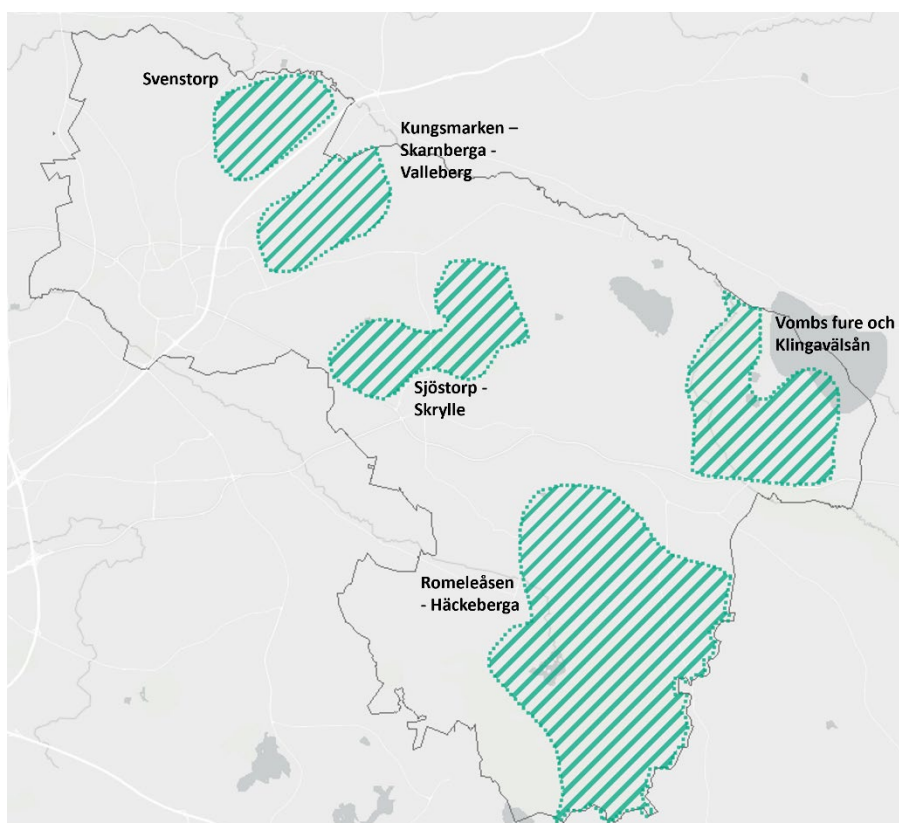 Svenstorp
Kungsmarken –
Skarnberga -
Valleberg
Vombs fure och
Klingavälsån
Sjöstorp -
Skrylle
Romeleåsen
- Häckeberga